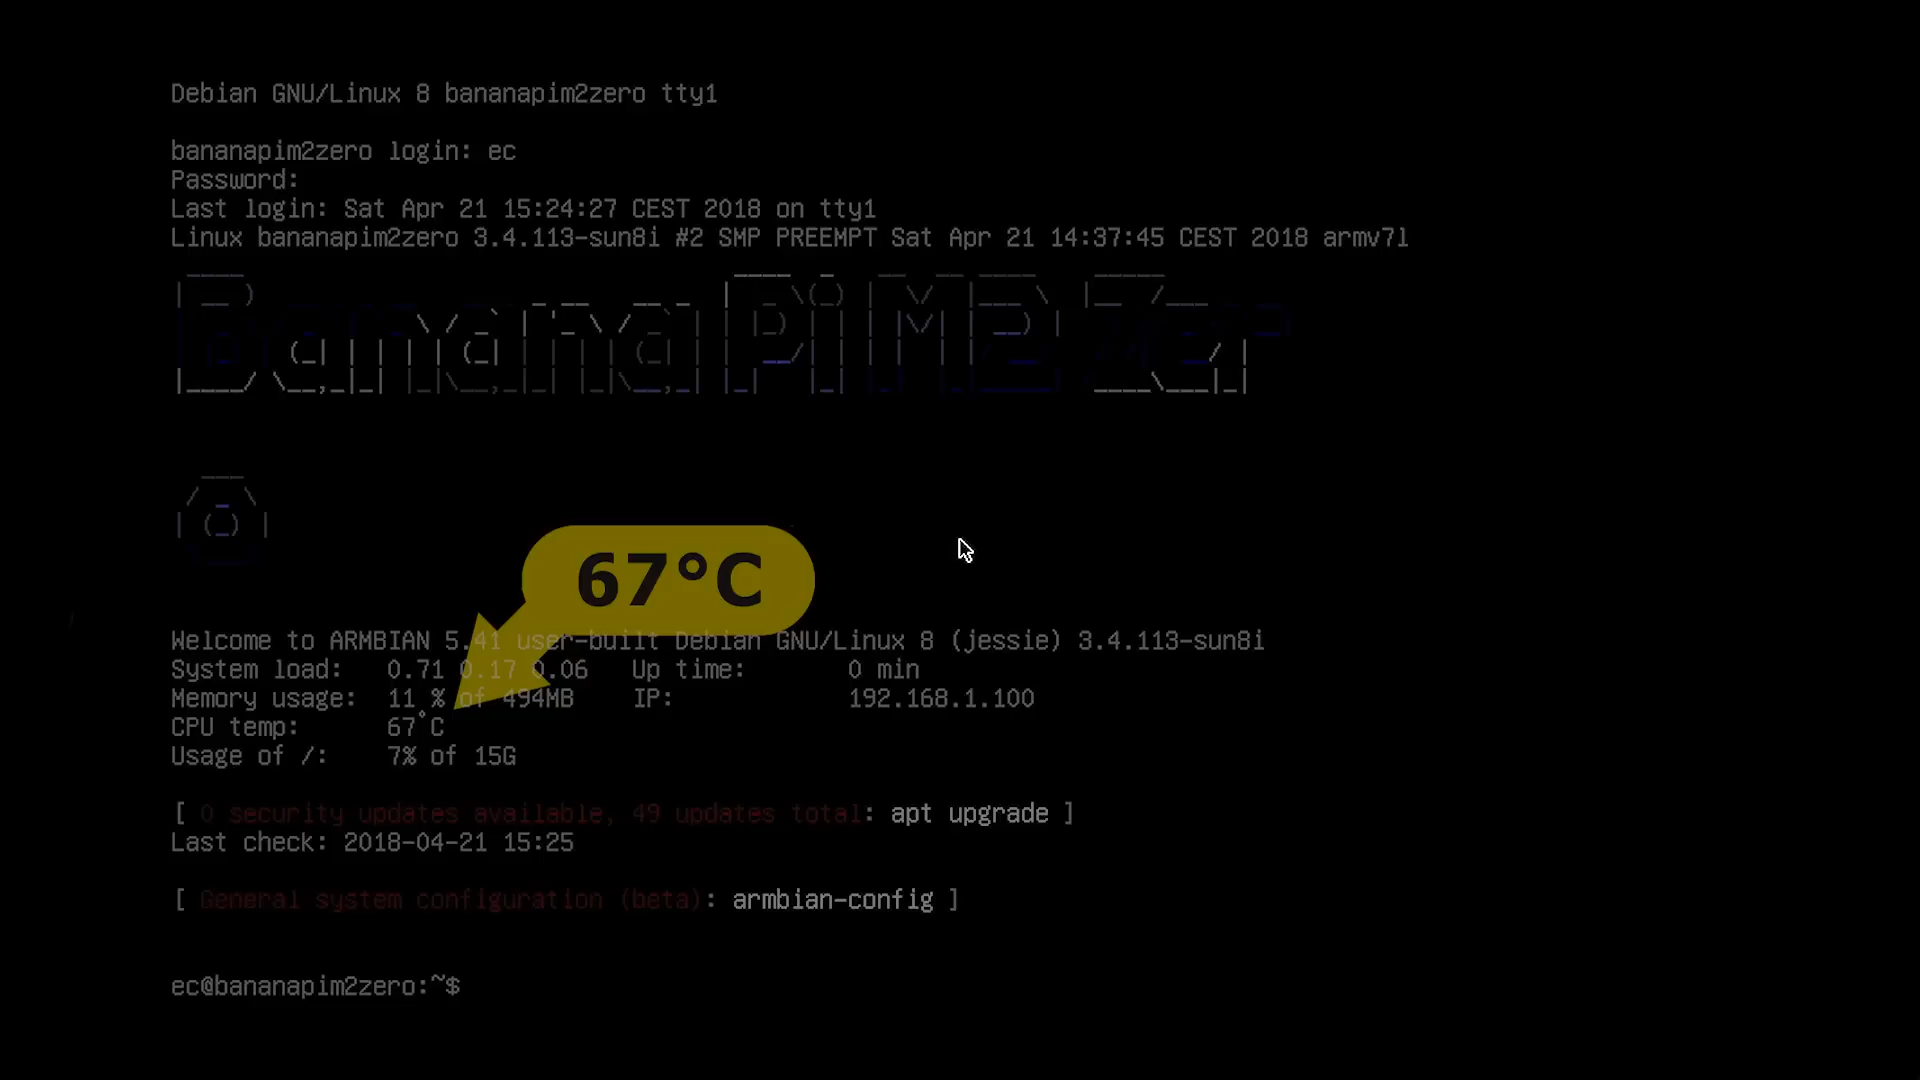 Debian GNU/Linux 8 bananapim2zero tty1
bananapim2zero login: ec
Password:
Last login: Sat Apr 21 15:24:27 CEST 2018 on tty1
Linux bananapim2zero 3.4.113-sun8i #2 SMP PREEMPT Sat Apr 21 14:37:45 CEST 2018 armv7l
Banana Pi M2 Zer
o
67°C
Welcome to ARMBIAN 5.41 user-built Debian GNU/Linux 8 (jessie) 3.4.113-sun8i
System load: 0.71 0.17 0.06 Up time: 0 min
Memory usage: 11 % of 494MB IP: 192.168.1.100
CPU temp: 67°C
Usage of /: 7% of 15G
[ 0 security updates available, 49 updates total: apt upgrade ]
Last check: 2018-04-21 15:25
[ General system configuration (beta): armbian-config ]
ec@bananapim2zero:~$